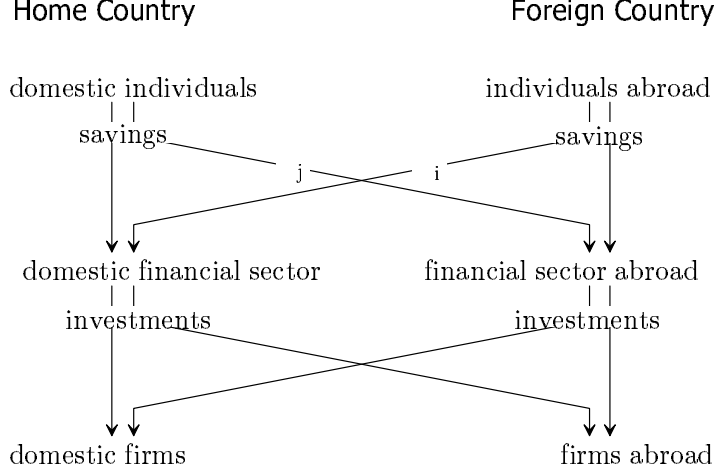 Home Country
Foreign Country
domestic individuals
individuals abroad
savings
savings
j
i
domestic financial sector
financial sector abroad
investments
investments
domestic firms
firms abroad